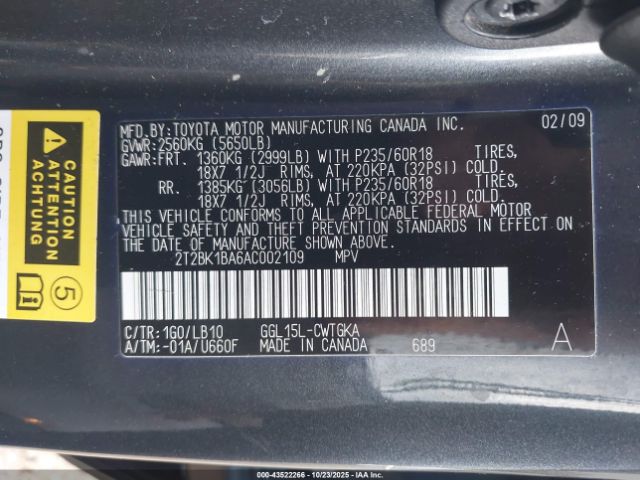 MFD.BY:TOYOTA MOTOR MANUFACTURING CANADA INC. 02/09
GVWR:2560KG (5650LB)
GAWR:FRT. 1360KG (2999LB) WITH P235/60R18 TIRES,
18X7 1/2J RIMS, AT 220KPA (32PSI) COLD.
RR. 1385KG (3056LB) WITH P235/60R18 TIRES,
18X7 1/2J RIMS, AT 220KPA (32PSI) COLD.
THIS VEHICLE CONFORMS TO ALL APPLICABLE FEDERAL MOTOR
VEHICLE SAFETY AND THEFT PREVENTION STANDARDS IN EFFECT ON
THE DATE OF MANUFACTURE SHOWN ABOVE.
2T2BK1BA6AC002109 MPV
C/TR:1G0/LB10 GGL15L-CWTGKA
A/TM:-01A/U660F MADE IN CANADA 689 A
CAUTION
ATTENTION
5
000-43522266 - 10/23/2025 - IAAI.COM